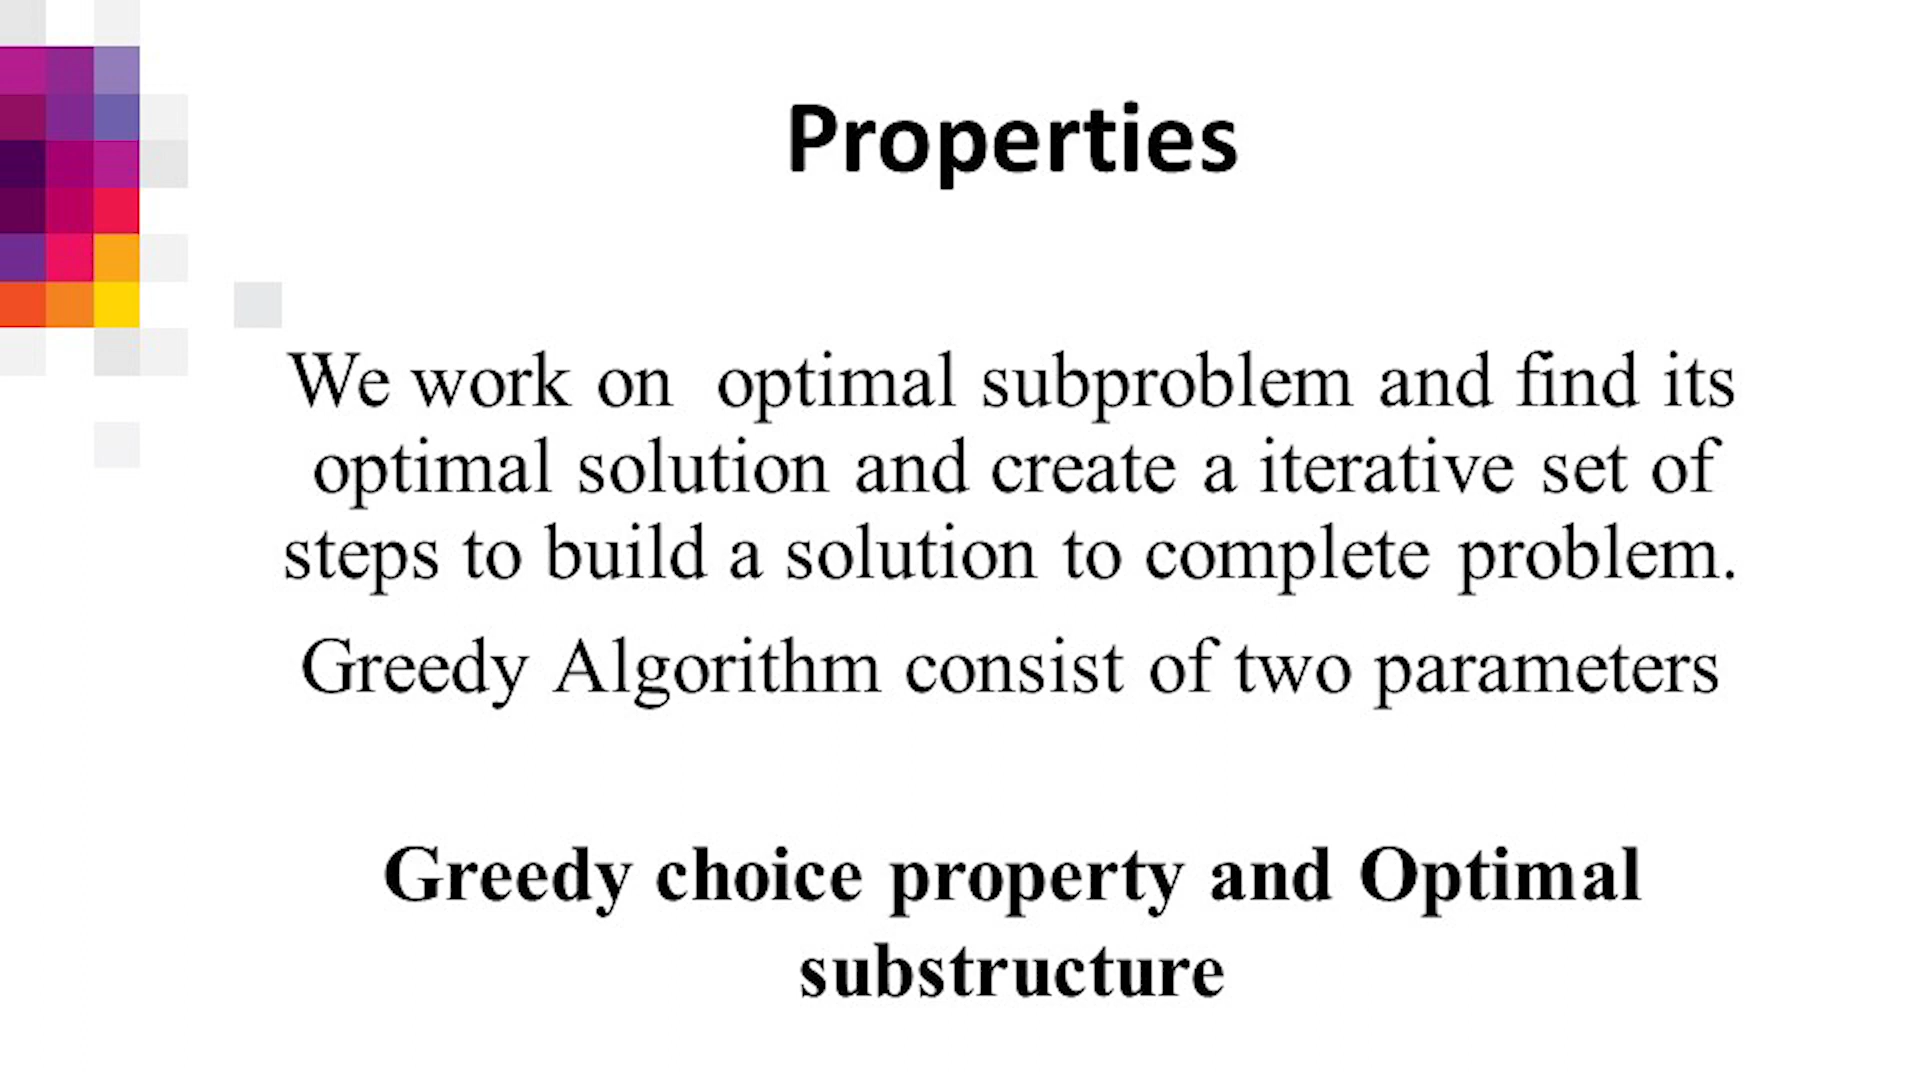 Properties
We work on optimal subproblem and find its
optimal solution and create a iterative set of
steps to build a solution to complete problem.
Greedy Algorithm consist of two parameters
Greedy choice property and Optimal
substructure